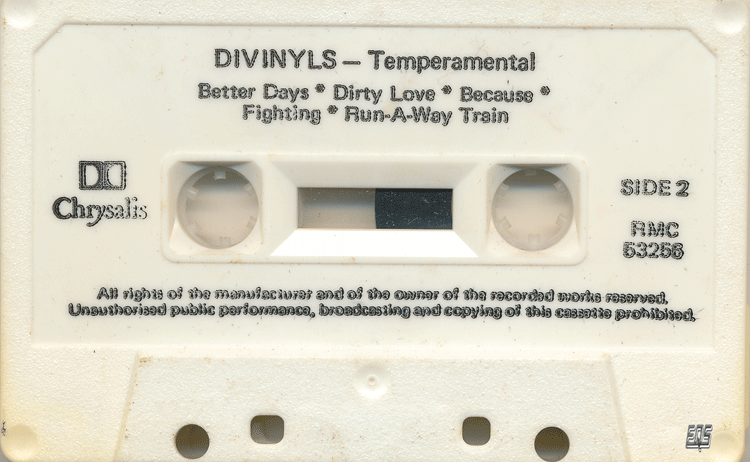 DIVINYLS — Temperamental
Better Days * Dirty Love * Because *
Fighting * Run-A-Way Train
Chrysalis
SIDE 2
RMC
53256
All rights of the manufacturer and of the owner of the recorded works reserved.
Unauthorised public performance, broadcasting and copying of this cassette prohibited.